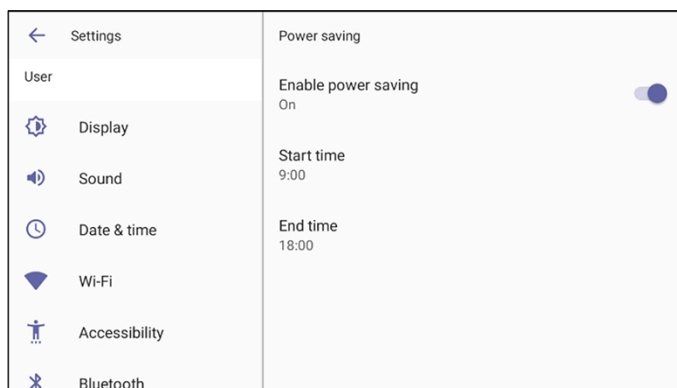 Settings
User
Display
Sound
Date & time
Wi-Fi
Accessibility
Bluetooth
Power saving
Enable power saving
On
Start time
9:00
End time
18:00